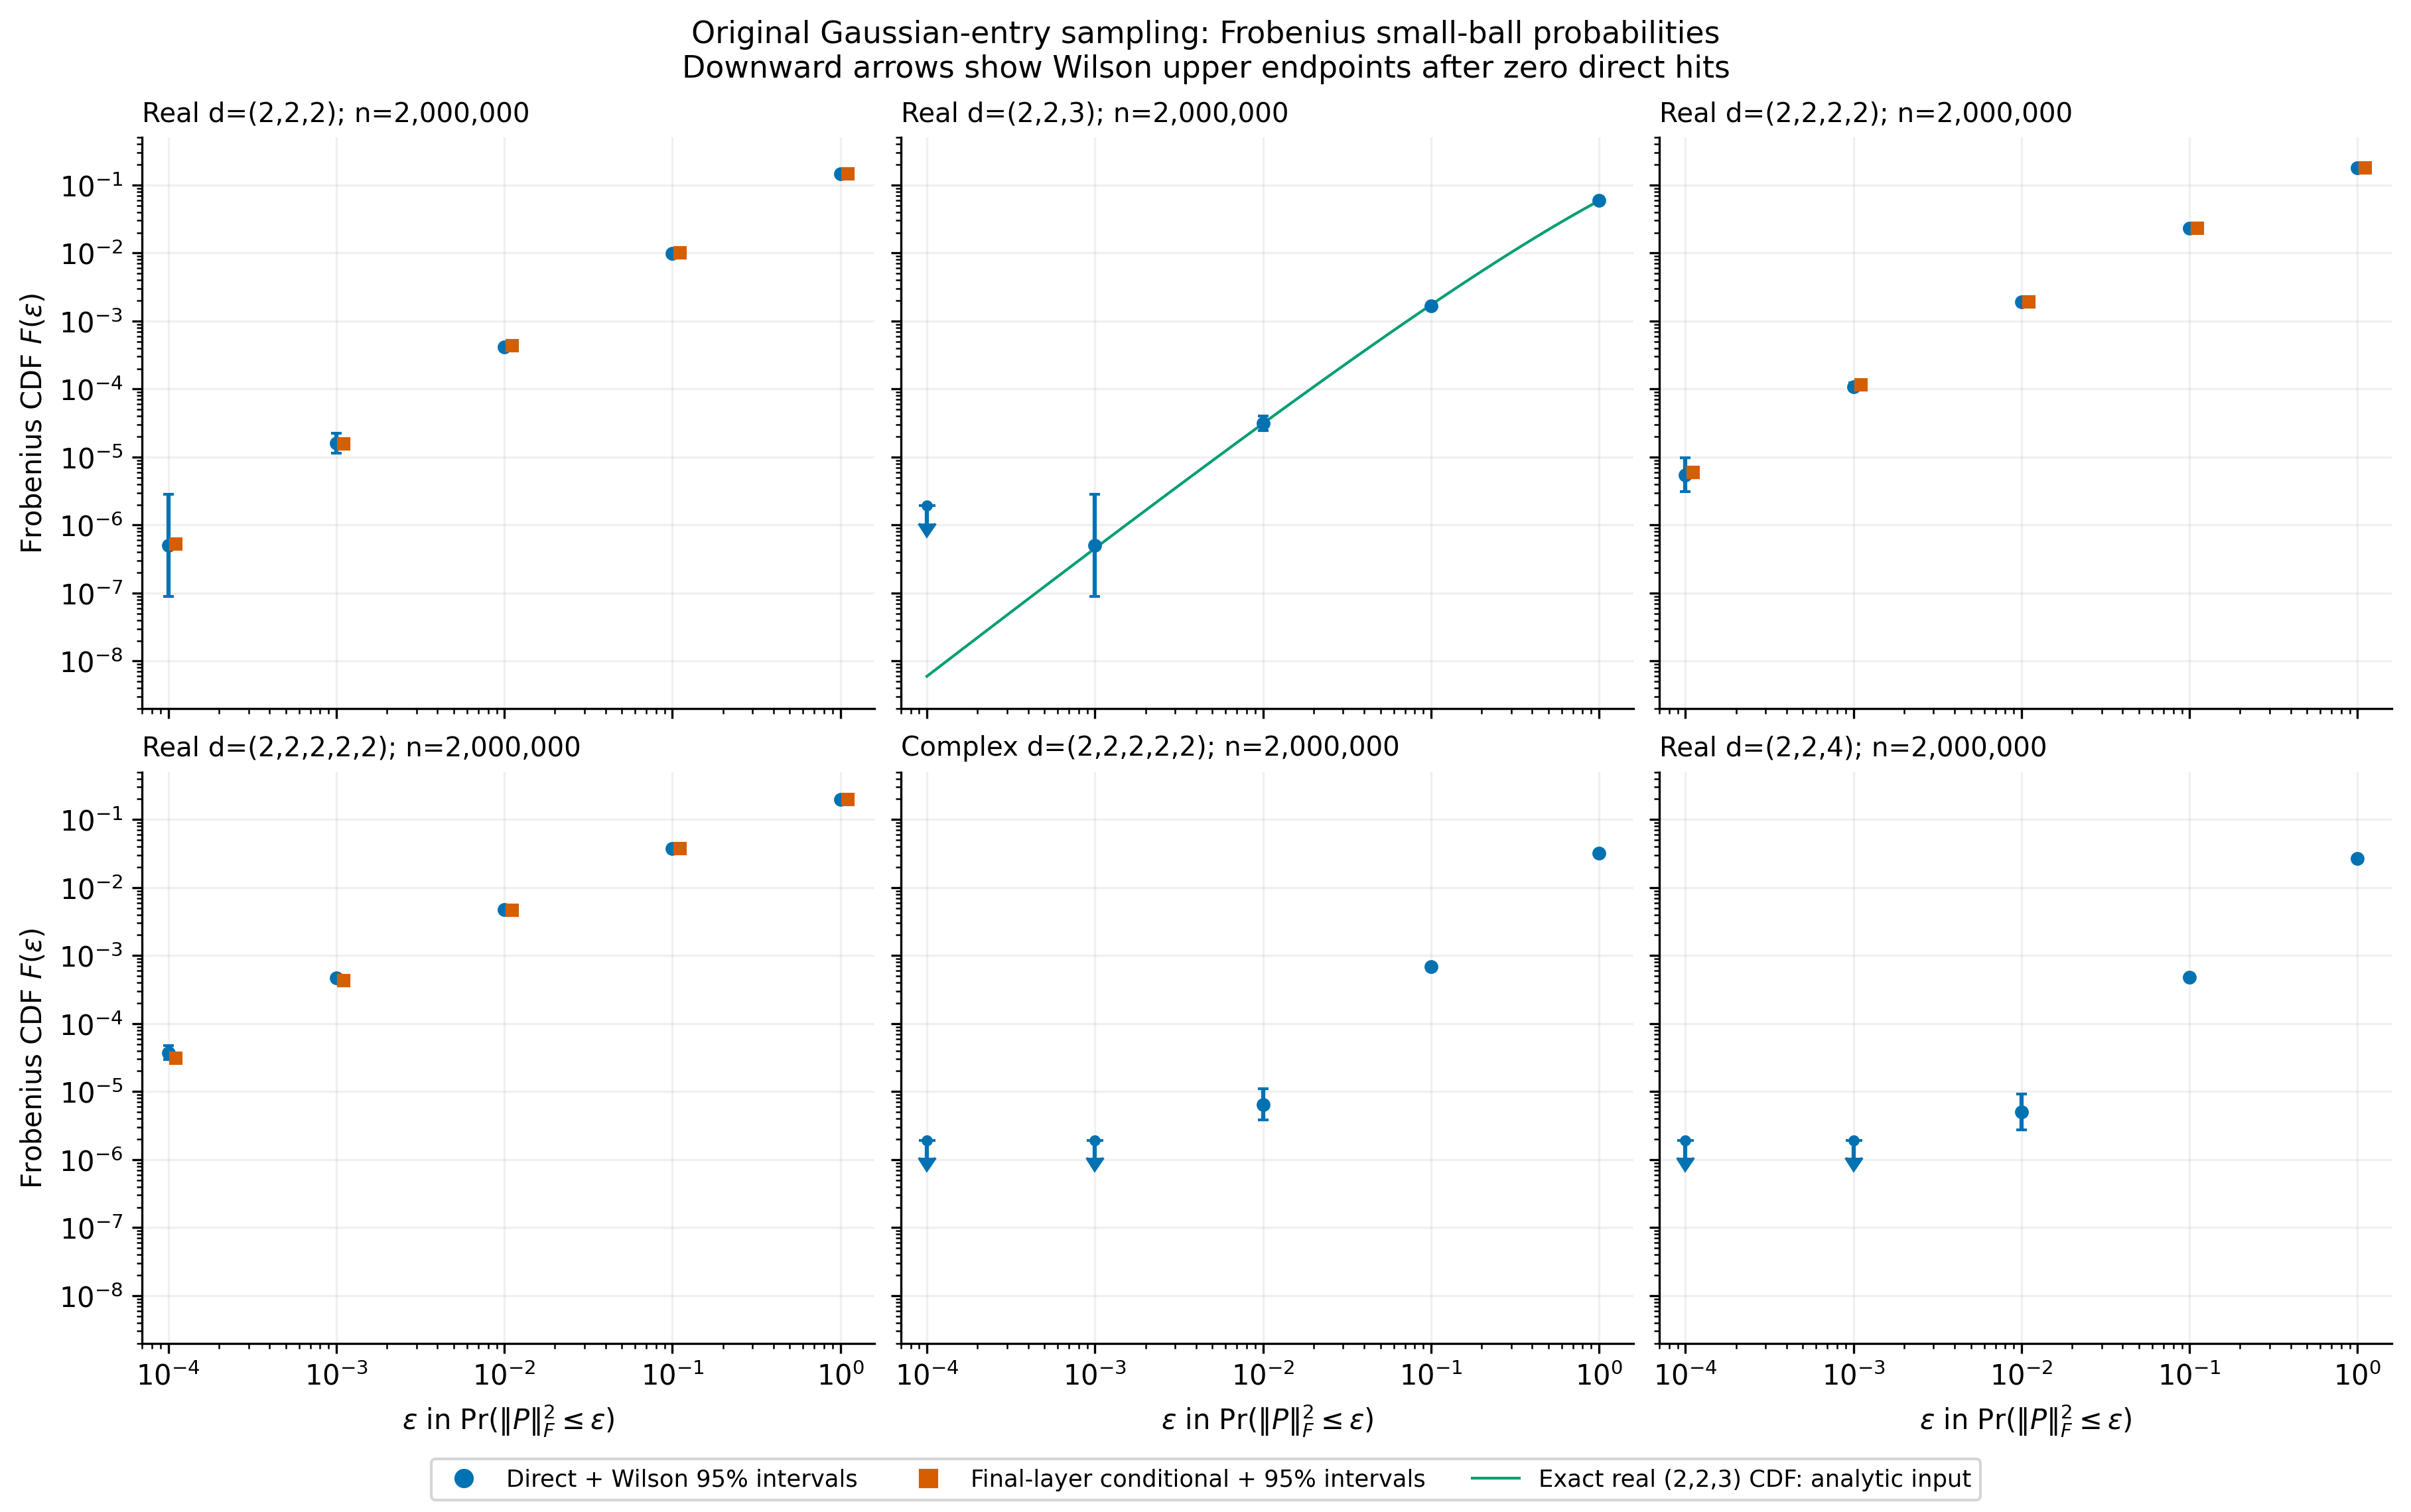 Original Gaussian-entry sampling: Frobenius small-ball probabilities
Downward arrows show Wilson upper endpoints after zero direct hits
Real d=(2,2,2); n=2,000,000
Real d=(2,2,3); n=2,000,000
Real d=(2,2,2,2); n=2,000,000
Frobenius CDF F(ε)
10⁻¹
10⁻²
10⁻³
10⁻⁴
10⁻⁵
10⁻⁶
10⁻⁷
10⁻⁸
Real d=(2,2,2,2,2); n=2,000,000
Complex d=(2,2,2,2,2); n=2,000,000
Real d=(2,2,4); n=2,000,000
Frobenius CDF F(ε)
10⁻¹
10⁻²
10⁻³
10⁻⁴
10⁻⁵
10⁻⁶
10⁻⁷
10⁻⁸
10⁻⁴ 10⁻³ 10⁻² 10⁻¹ 10⁰
10⁻⁴ 10⁻³ 10⁻² 10⁻¹ 10⁰
10⁻⁴ 10⁻³ 10⁻² 10⁻¹ 10⁰
ε in Pr(‖P‖²_F ≤ ε)
ε in Pr(‖P‖²_F ≤ ε)
ε in Pr(‖P‖²_F ≤ ε)
Direct + Wilson 95% intervals
Final-layer conditional + 95% intervals
Exact real (2,2,3) CDF: analytic input